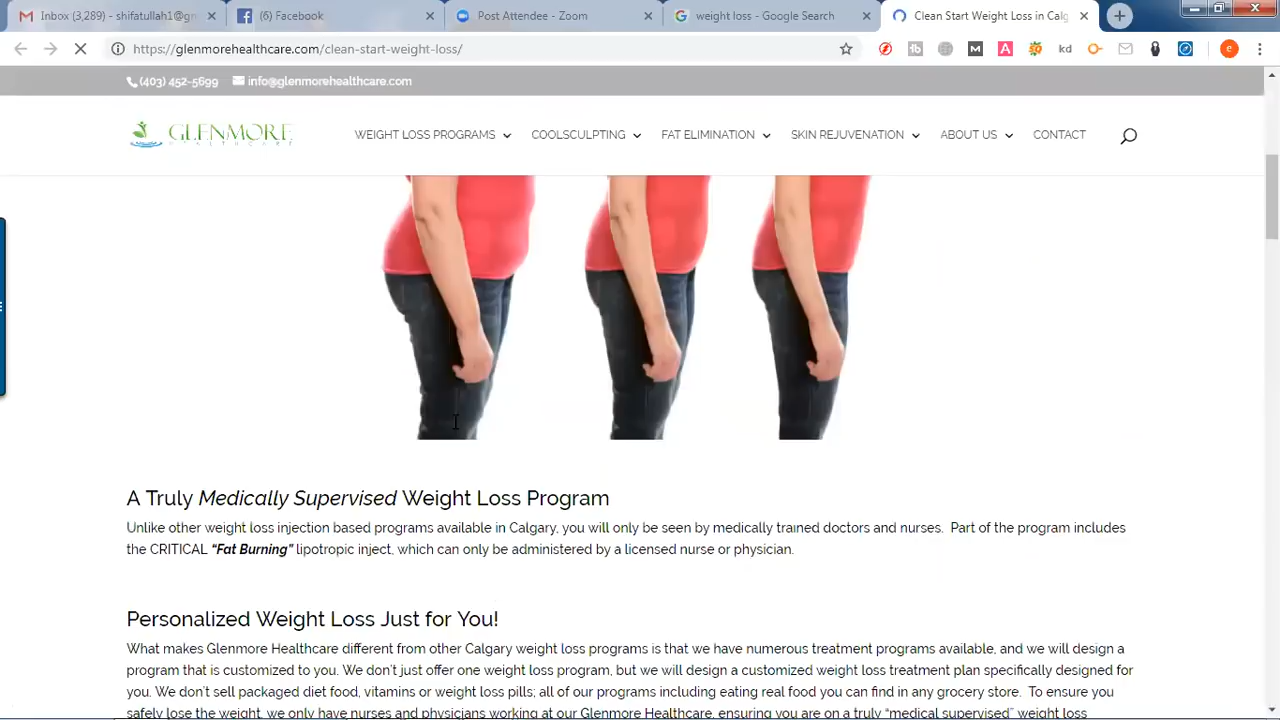 Inbox (3,289) - shifatullah1@gm
(6) Facebook
Post Attendee - Zoom
weight loss - Google Search
Clean Start Weight Loss in Calg
https://glenmorehealthcare.com/clean-start-weight-loss/
kd
e
(403) 452-5699 info@glenmorehealthcare.com
GLENMORE
HEALTHCARE
WEIGHT LOSS PROGRAMS COOLSCULPTING FAT ELIMINATION SKIN REJUVENATION ABOUT US CONTACT
A Truly Medically Supervised Weight Loss Program
Unlike other weight loss injection based programs available in Calgary, you will only be seen by medically trained doctors and nurses. Part of the program includes
the CRITICAL “Fat Burning” lipotropic inject, which can only be administered by a licensed nurse or physician.
Personalized Weight Loss Just for You!
What makes Glenmore Healthcare different from other Calgary weight loss programs is that we have numerous treatment programs available, and we will design a
program that is customized to you. We don't just offer one weight loss program, but we will design a customized weight loss treatment plan specifically designed for
you. We don't sell packaged diet food, vitamins or weight loss pills; all of our programs including eating real food you can find in any grocery store. To ensure you
safely lose the weight, we only have nurses and physicians working at our Glenmore Healthcare, ensuring you are on a truly “medical supervised” weight loss